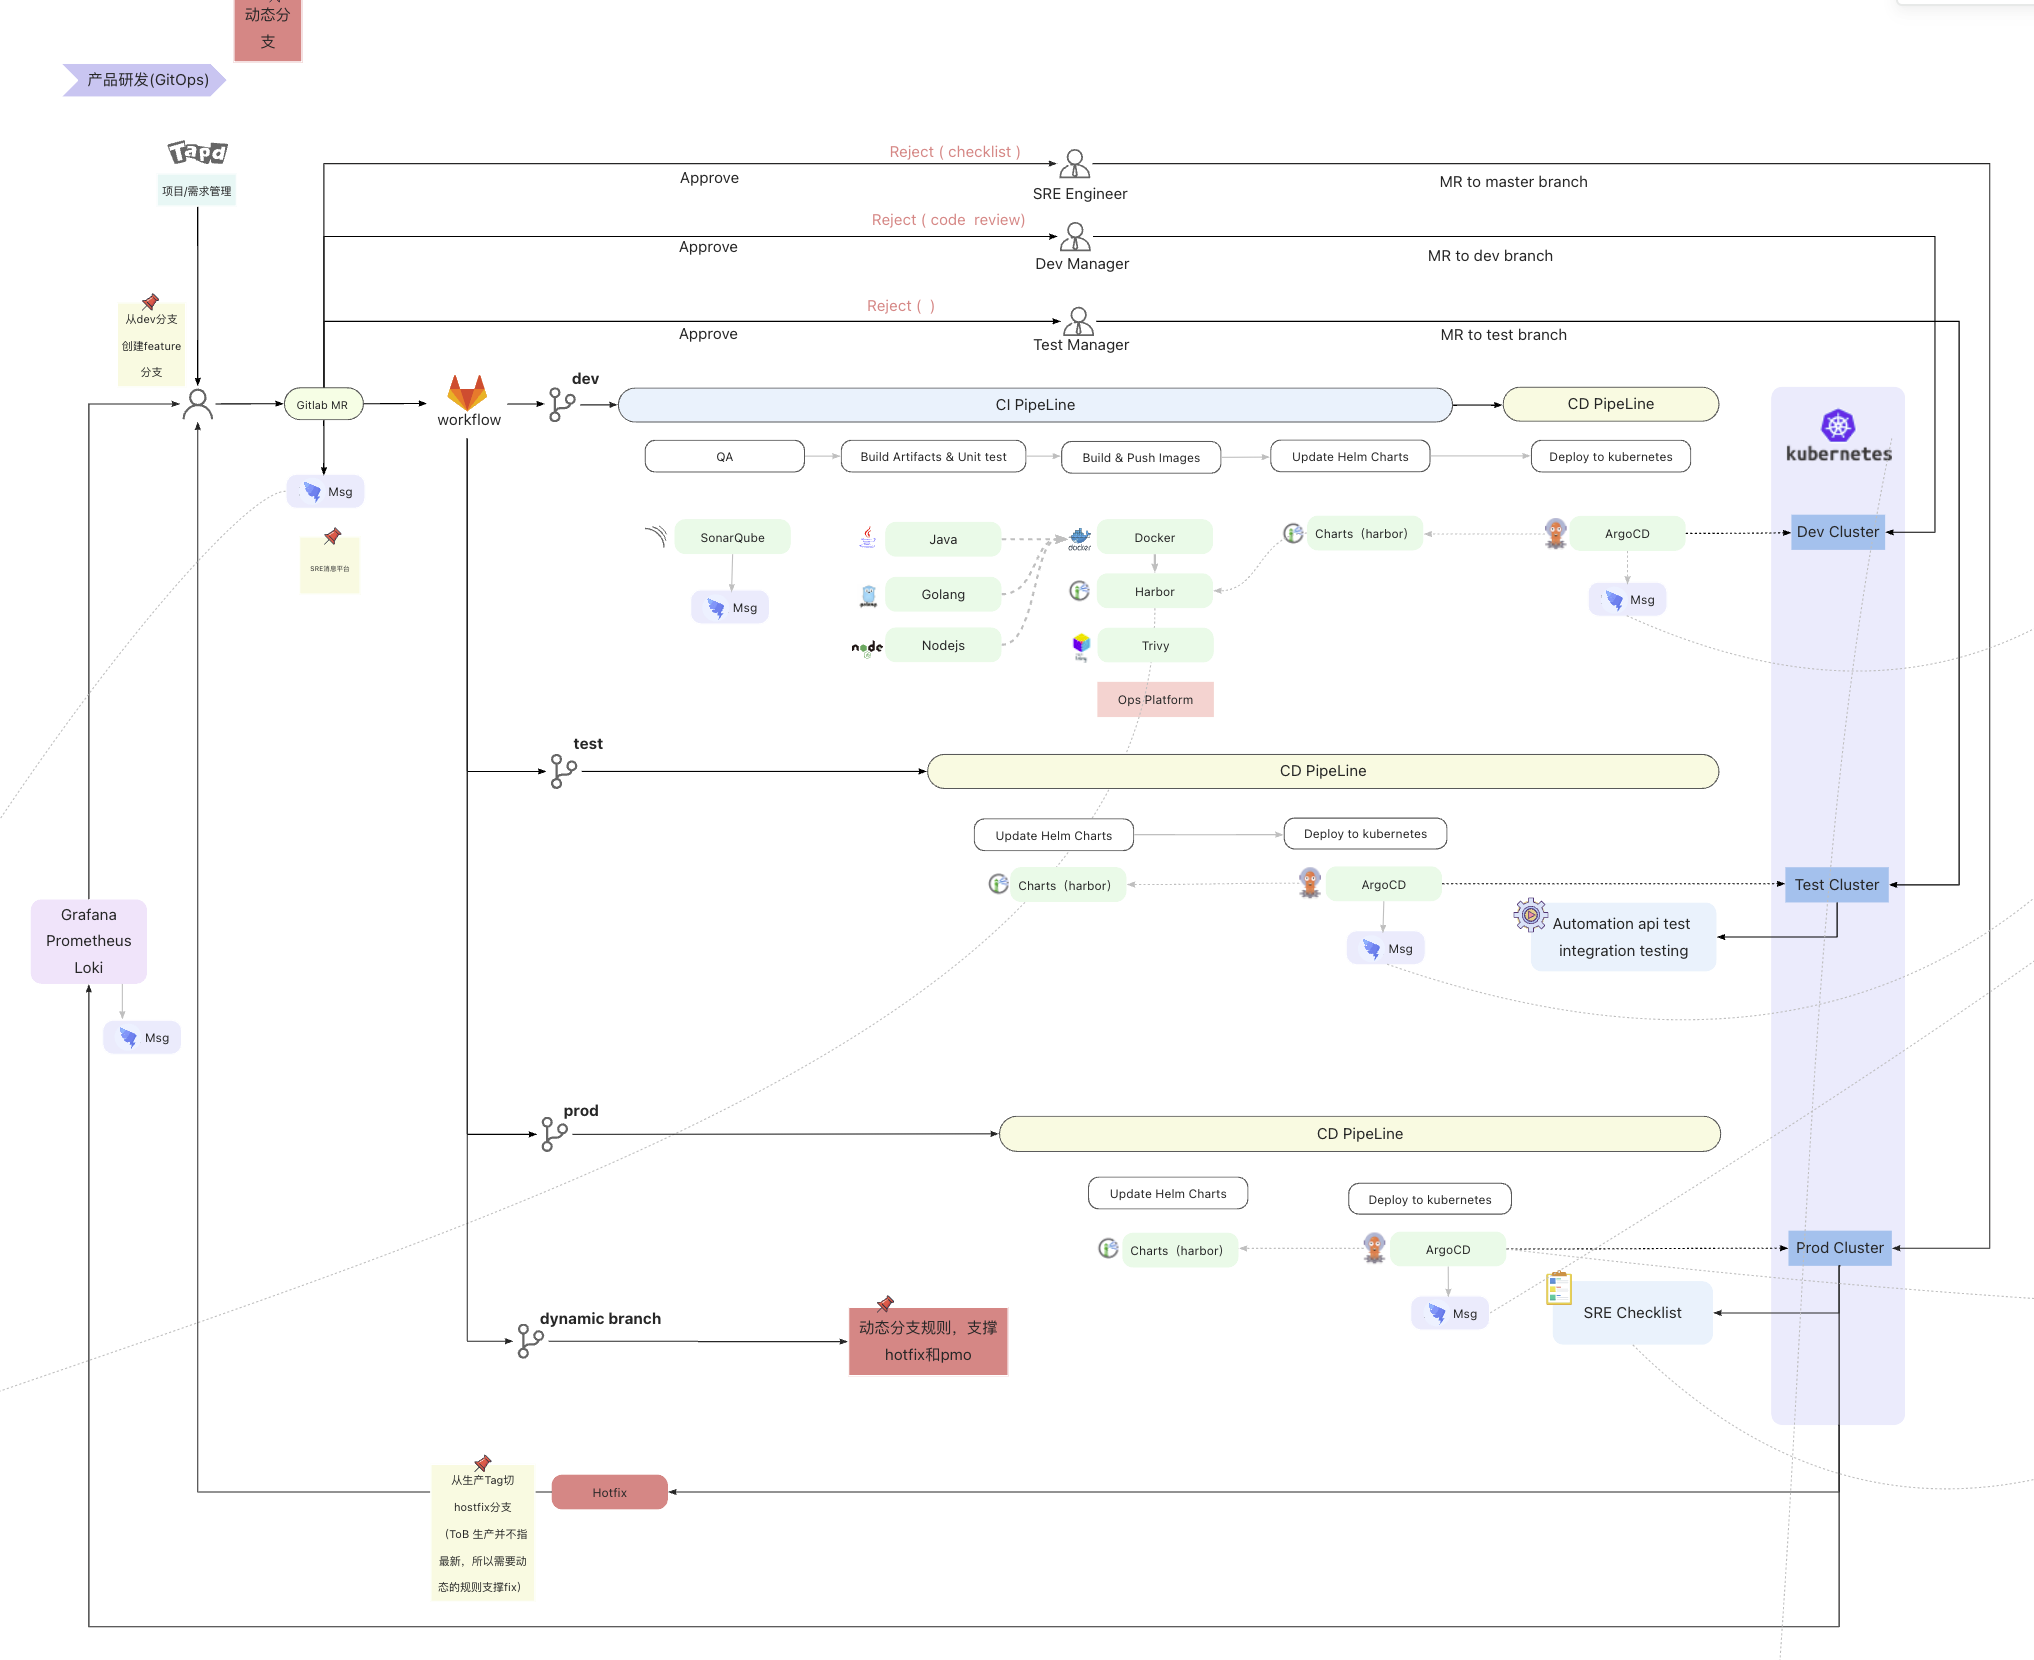 动态分
支
产品研发(GitOps)
Tapd
项目/需求管理
Reject ( checklist )
Approve
SRE Engineer
MR to master branch
Reject ( code  review)
Approve
Dev Manager
MR to dev branch
Reject (  )
Approve
Test Manager
MR to test branch
从dev分支
创建feature
分支
Gitlab MR
workflow
dev
CI PipeLine
CD PipeLine
kubernetes
QA
Build Artifacts & Unit test
Build & Push Images
Update Helm Charts
Deploy to kubernetes
Msg
SRE消息平台
SonarQube
Msg
Java
Golang
node
Nodejs
docker
Docker
Harbor
Trivy
Ops Platform
Charts（harbor）
ArgoCD
Msg
Dev Cluster
test
CD PipeLine
Update Helm Charts
Deploy to kubernetes
Charts（harbor）
ArgoCD
Msg
Test Cluster
Automation api test
integration testing
Grafana
Prometheus
Loki
Msg
prod
CD PipeLine
Update Helm Charts
Deploy to kubernetes
Charts（harbor）
ArgoCD
Msg
Prod Cluster
SRE Checklist
dynamic branch
动态分支规则，支撑
hotfix和pmo
从生产Tag切
hostfix分支
（ToB 生产并不指
最新，所以需要动
态的规则支撑fix）
Hotfix